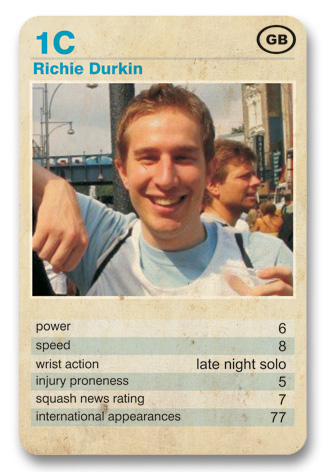 1C
GB
Richie Durkin
power 6
speed 8
wrist action late night solo
injury proneness 5
squash news rating 7
international appearances 77